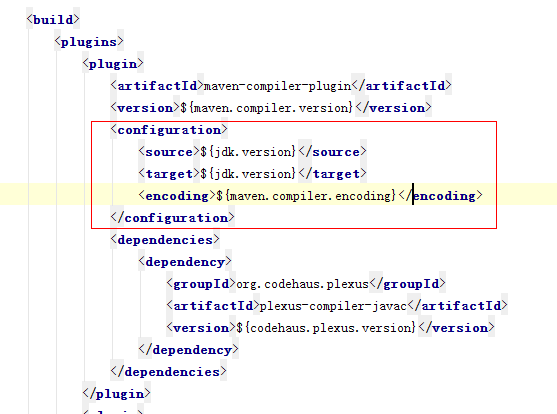 <build>
<plugins>
<plugin>
<artifactId>maven-compiler-plugin</artifactId>
<version>${maven.compiler.version}</version>
<configuration>
<source>${jdk.version}</source>
<target>${jdk.version}</target>
<encoding>${maven.compiler.encoding}</encoding>
</configuration>
<dependencies>
<dependency>
<groupId>org.codehaus.plexus</groupId>
<artifactId>plexus-compiler-javac</artifactId>
<version>${codehaus.plexus.version}</version>
</dependency>
</dependencies>
</plugin>